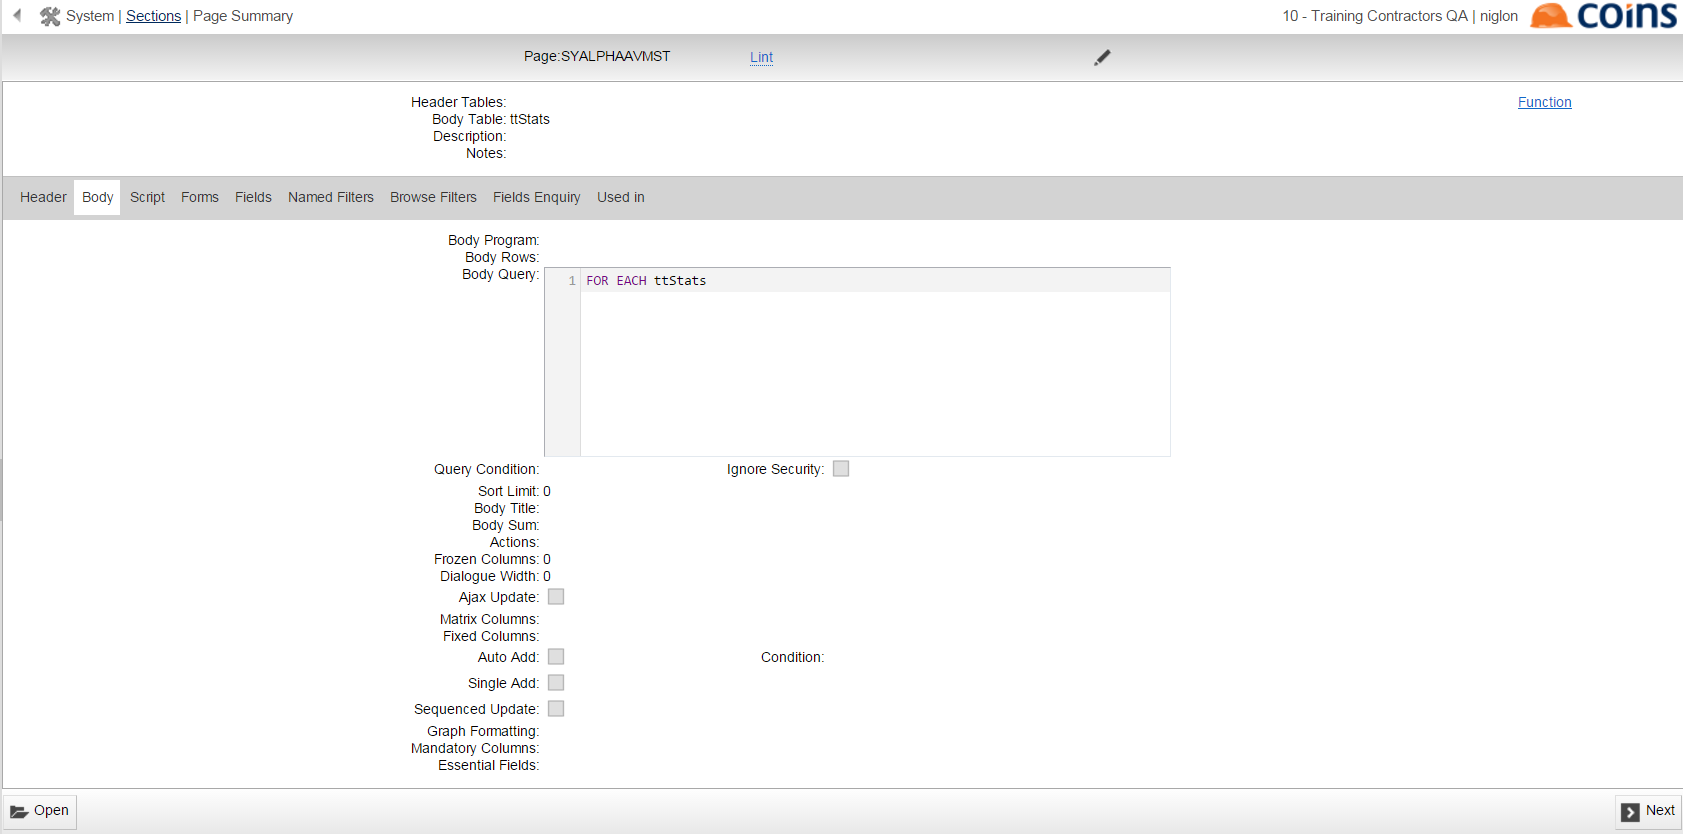 System | Sections | Page Summary
10 - Training Contractors QA | niglon
coins
Page:SYALPHAAVMST
Lint
Header Tables:
Function
Body Table: ttStats
Description:
Notes:
Header Body Script Forms Fields Named Filters Browse Filters Fields Enquiry Used in
Body Program:
Body Rows:
Body Query:
1 FOR EACH ttStats
Query Condition:
Ignore Security:
Sort Limit: 0
Body Title:
Body Sum:
Actions:
Frozen Columns: 0
Dialogue Width: 0
Ajax Update:
Matrix Columns:
Fixed Columns:
Auto Add:
Condition:
Single Add:
Sequenced Update:
Graph Formatting:
Mandatory Columns:
Essential Fields:
Open
Next